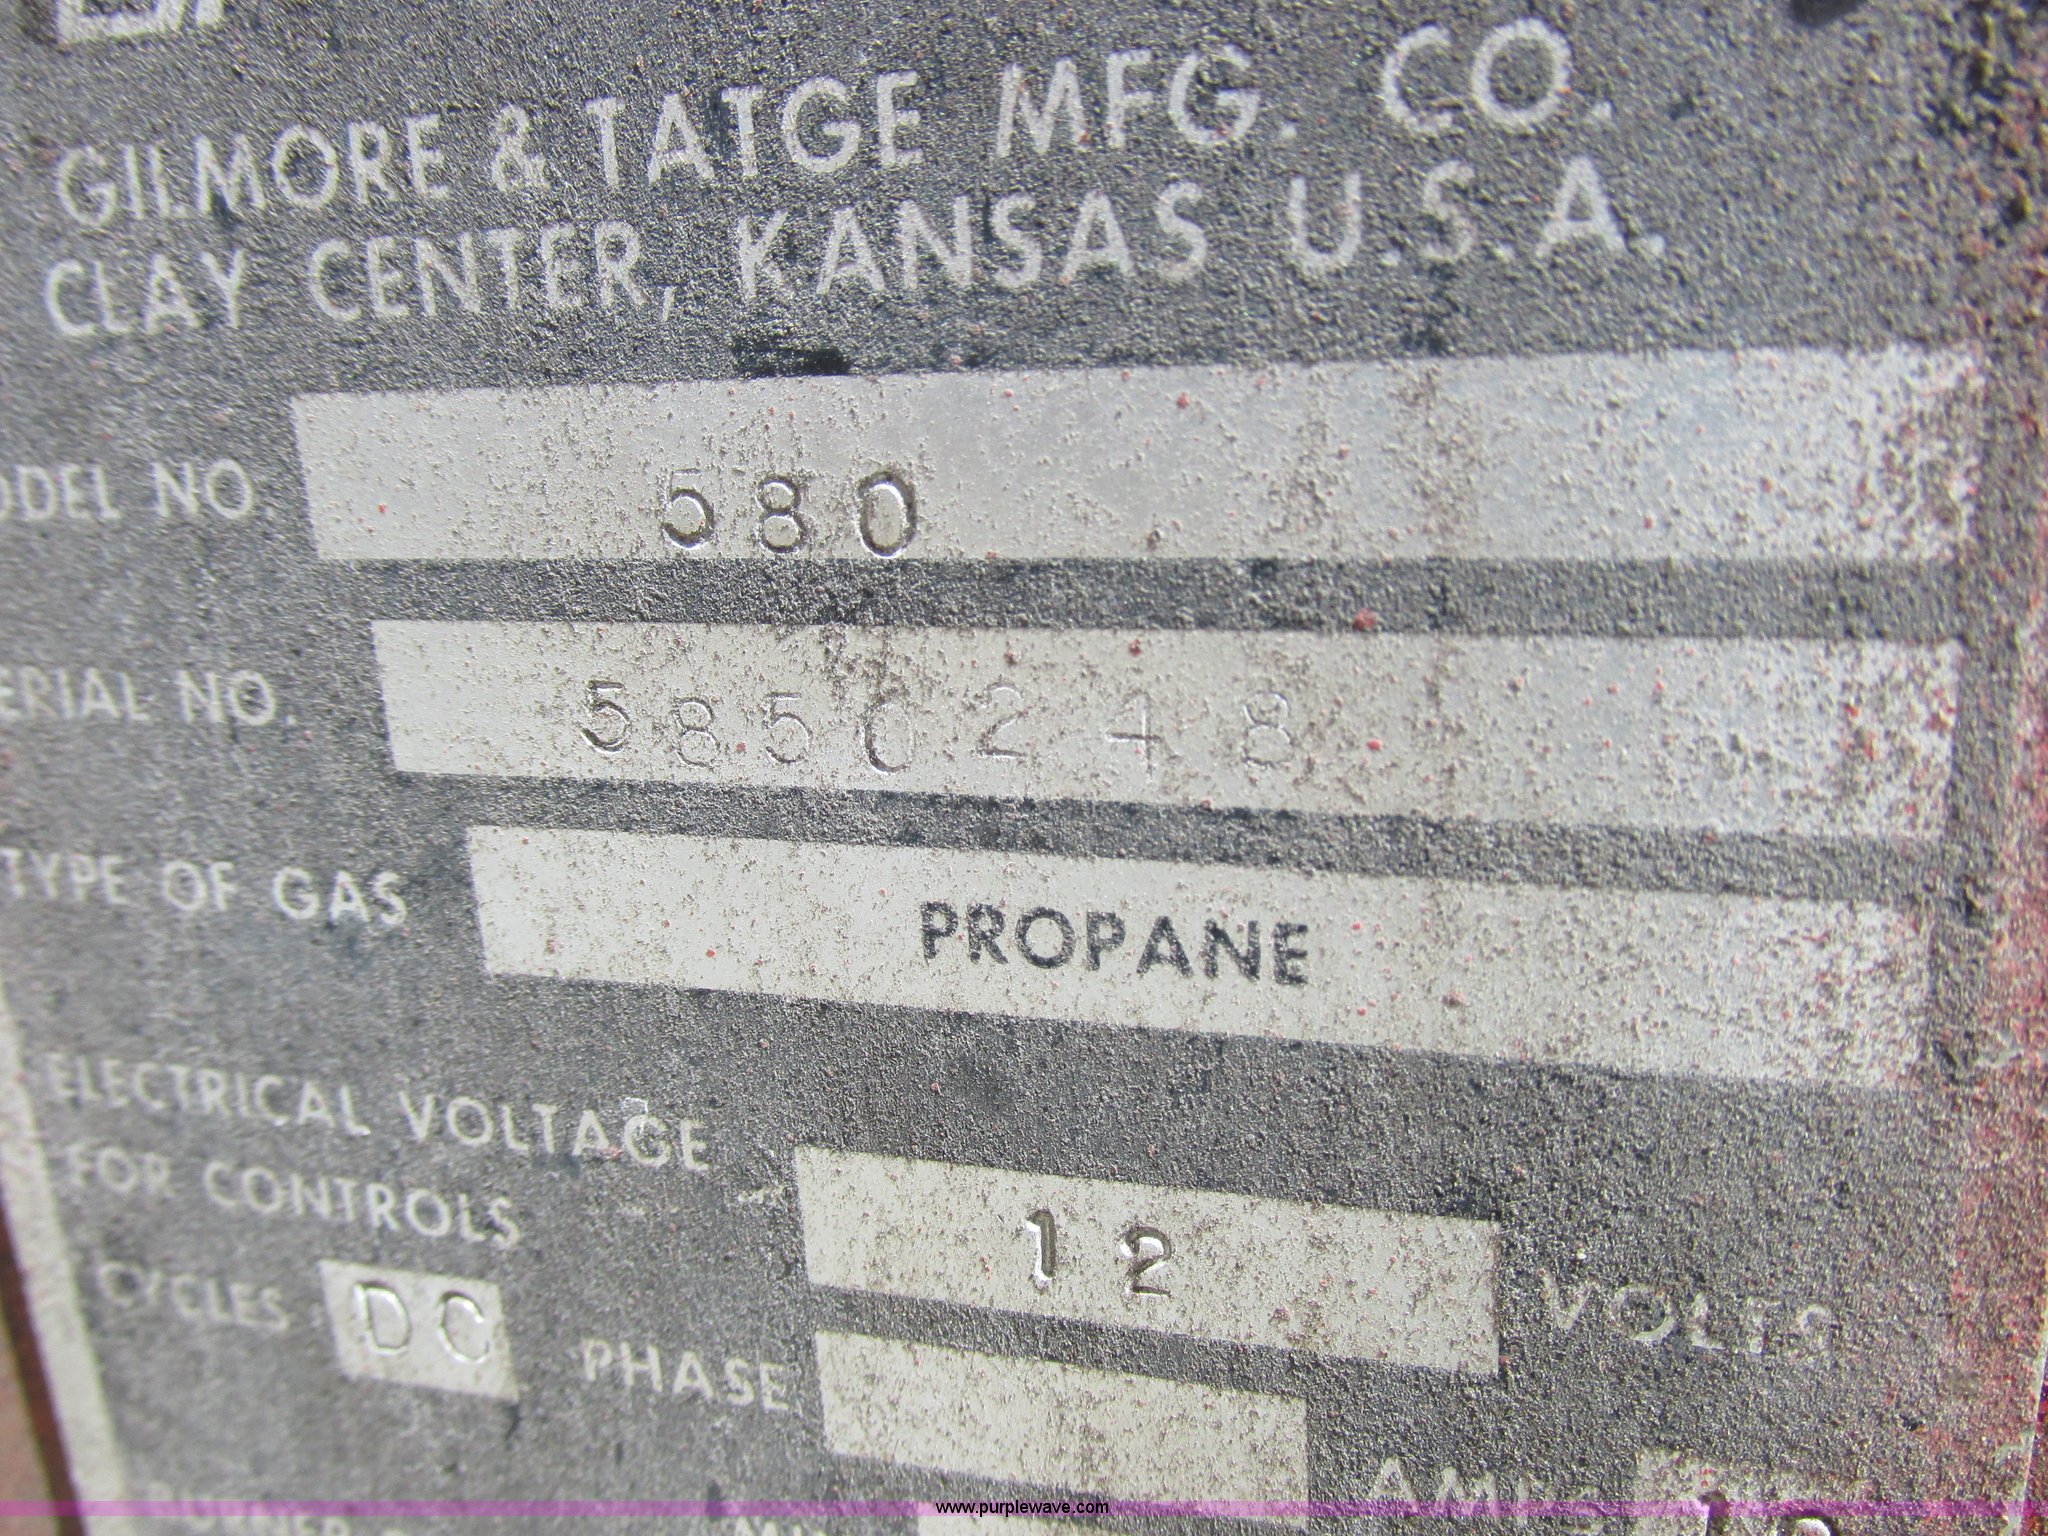 GILMORE & TATGE MFG. CO.
CLAY CENTER, KANSAS U.S.A.
ODEL NO 580
ERIAL NO. 5850248
TYPE OF GAS PROPANE
ELECTRICAL VOLTAGE
FOR CONTROLS 12 VOLTS
CYCLES DC PHASE
www.purplewave.com